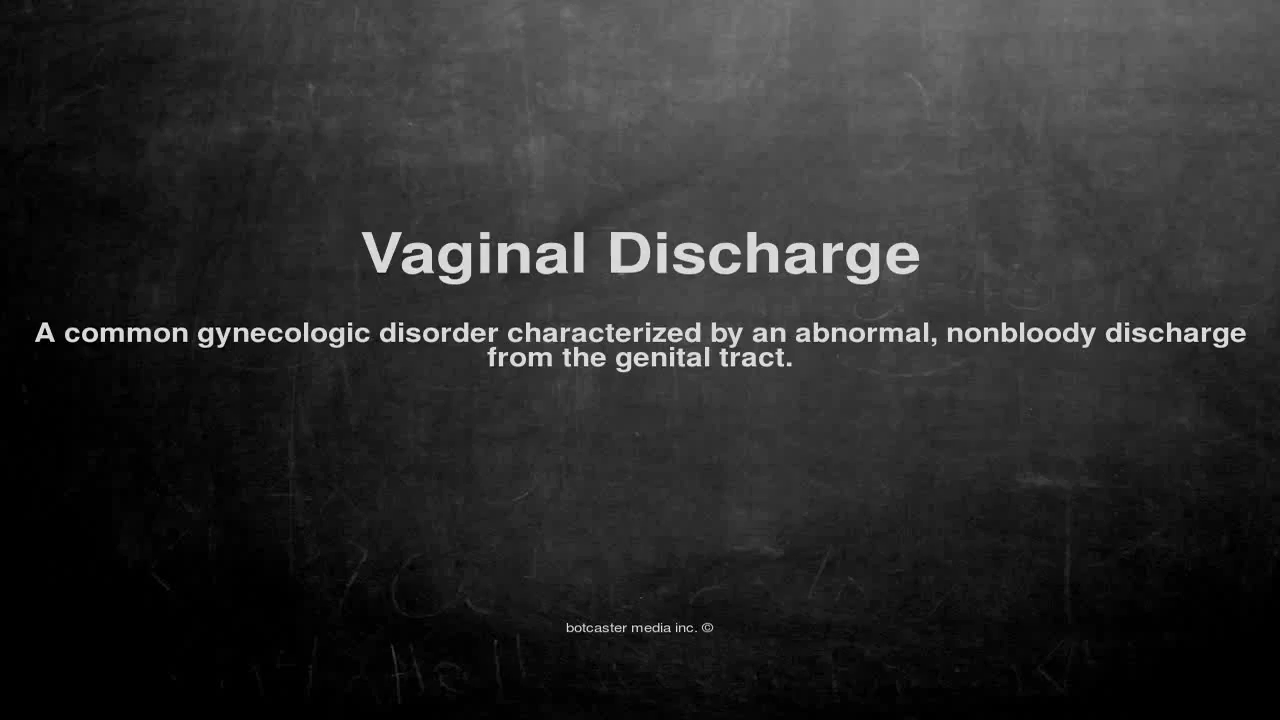 Vaginal Discharge
A common gynecologic disorder characterized by an abnormal, nonbloody discharge
from the genital tract.
botcaster media inc. ©